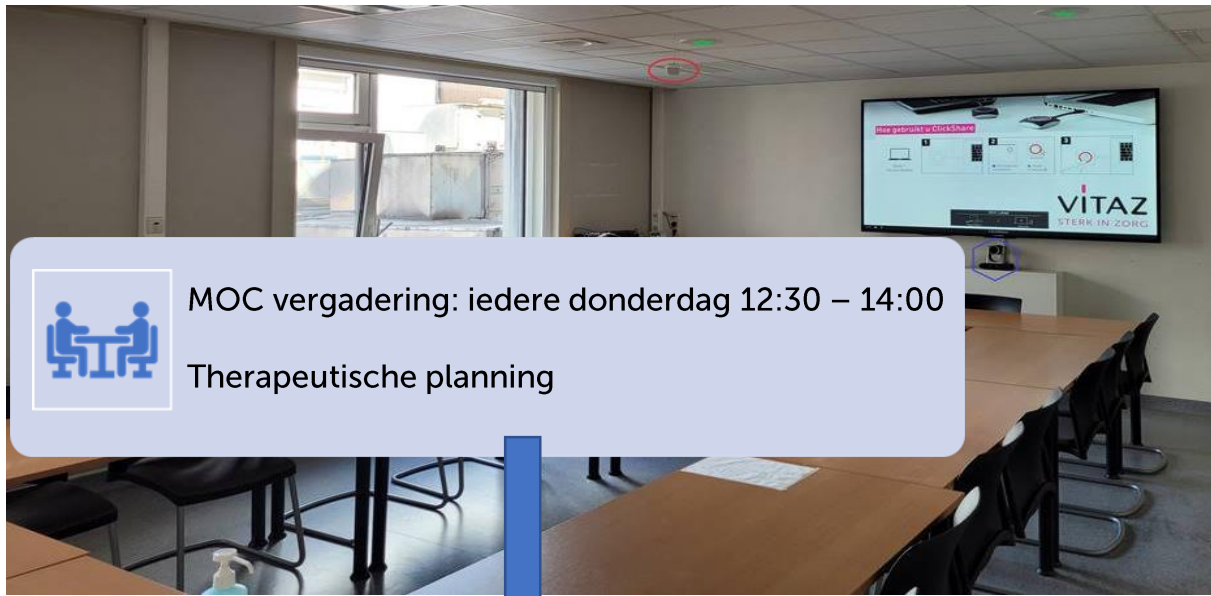 Hoe gebruikt u ClickShare
1
2
3
VITAZ
STERK IN ZORG
MOC vergadering: iedere donderdag 12:30 – 14:00
Therapeutische planning